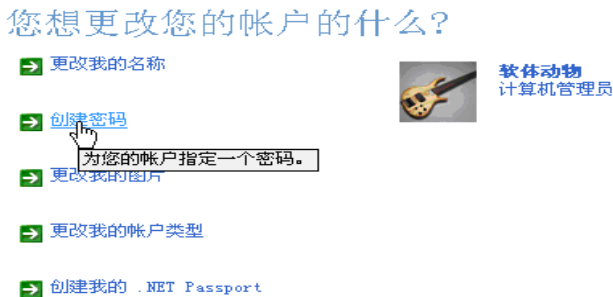 您想更改您的帐户的什么?
更改我的名称
软体动物
计算机管理员
创建密码
为您的帐户指定一个密码。
更改我的图片
更改我的帐户类型
创建我的 .NET Passport